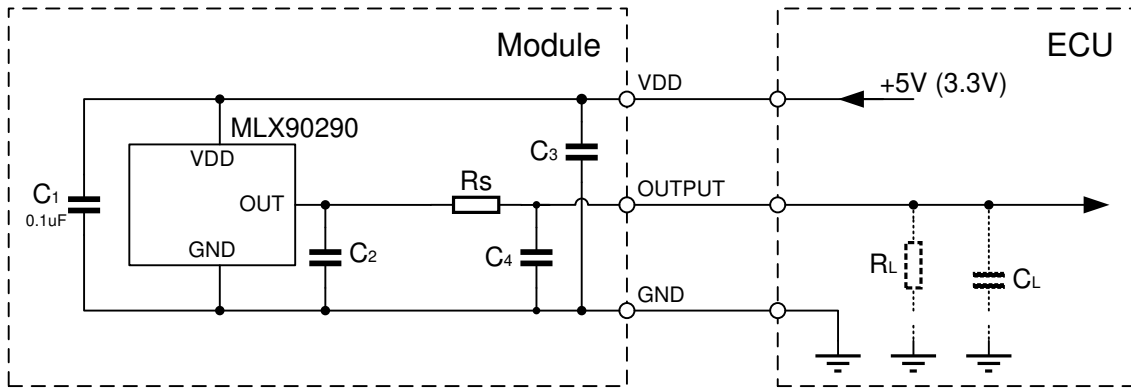 Module
ECU
VDD
+5V (3.3V)
MLX90290
VDD
C3
C1
0.1uF
OUT
Rs
OUTPUT
GND
C2
C4
RL
CL
GND